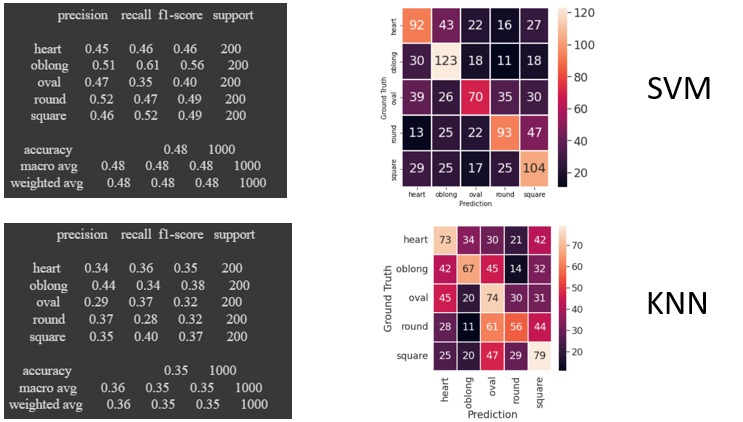 precision recall f1-score support
heart 0.45 0.46 0.46 200
oblong 0.51 0.61 0.56 200
oval 0.47 0.35 0.40 200
round 0.52 0.47 0.49 200
square 0.46 0.52 0.49 200
accuracy 0.48 1000
macro avg 0.48 0.48 0.48 1000
weighted avg 0.48 0.48 0.48 1000
Ground Truth
heart 92 43 22 16 27
oblong 30 123 18 11 18
oval 39 26 70 35 30
round 13 25 22 93 47
square 29 25 17 25 104
heart oblong oval round square
Prediction
120
100
80
60
40
20
SVM
precision recall f1-score support
heart 0.34 0.36 0.35 200
oblong 0.44 0.34 0.38 200
oval 0.29 0.37 0.32 200
round 0.37 0.28 0.32 200
square 0.35 0.40 0.37 200
accuracy 0.35 1000
macro avg 0.36 0.35 0.35 1000
weighted avg 0.36 0.35 0.35 1000
Ground Truth
heart 73 34 30 21 42
oblong 42 67 45 14 32
oval 45 20 74 30 31
round 28 11 61 56 44
square 25 20 47 29 79
heart oblong oval round square
Prediction
70
60
50
40
30
20
KNN